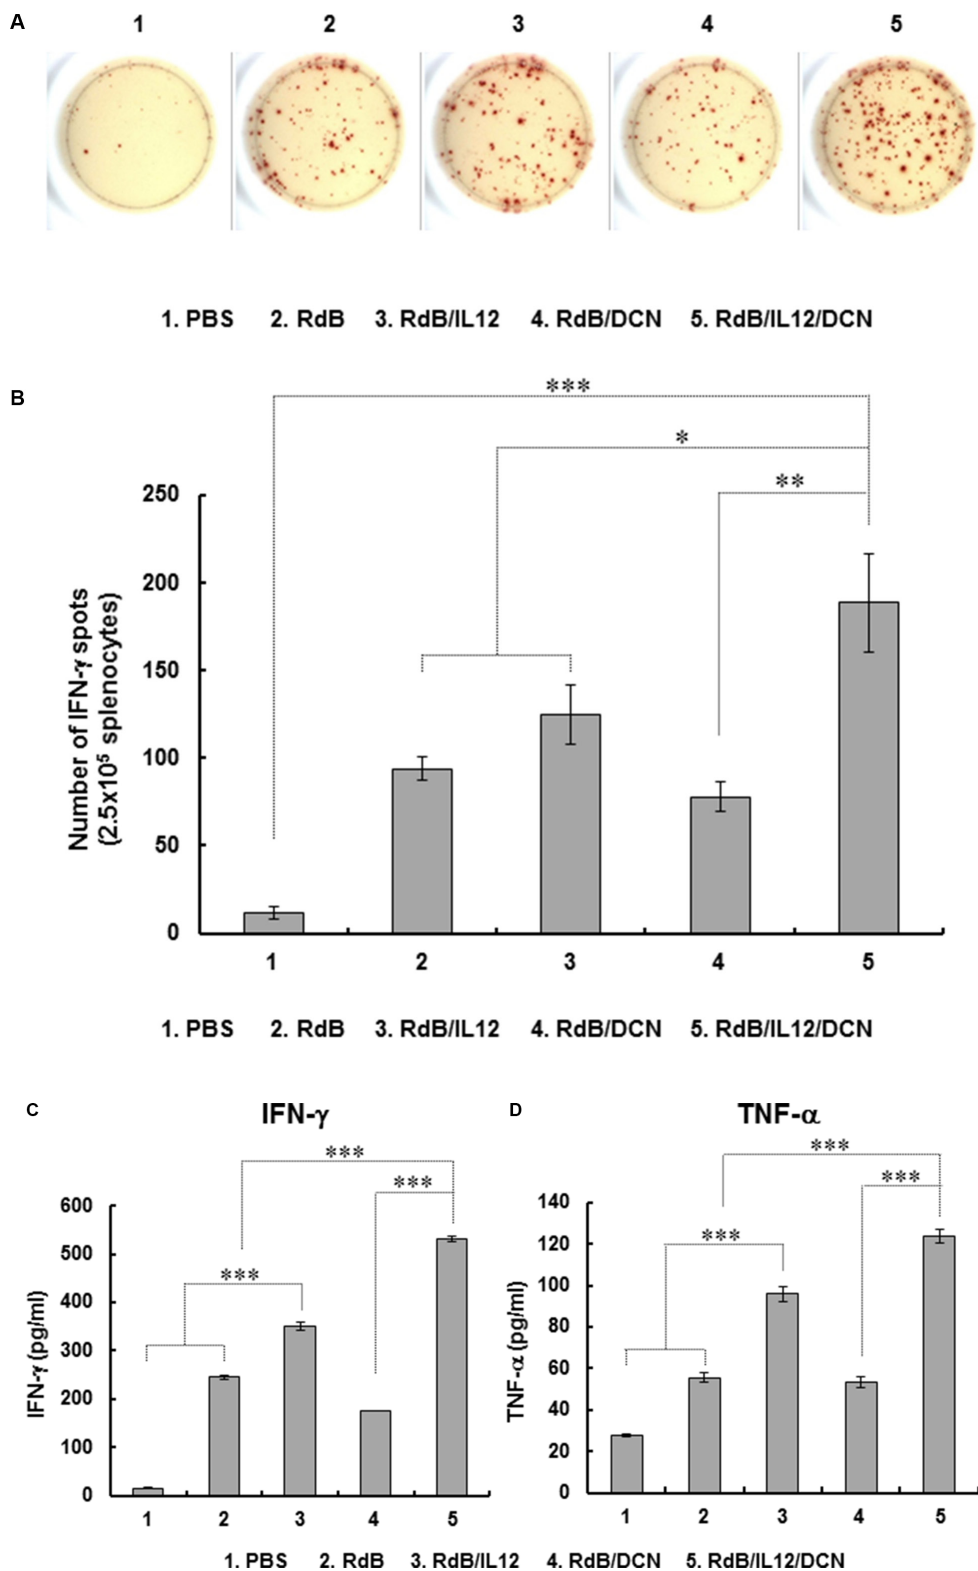 A
1 2 3 4 5
1. PBS 2. RdB 3. RdB/IL12 4. RdB/DCN 5. RdB/IL12/DCN
B
***
*
**
250
200
150
100
50
0
Number of IFN-γ spots
(2.5x10⁵ splenocytes)
1 2 3 4 5
1. PBS 2. RdB 3. RdB/IL12 4. RdB/DCN 5. RdB/IL12/DCN
C
IFN-γ
***
***
***
600
500
400
300
200
100
0
IFN-γ (pg/ml)
1 2 3 4 5
D
TNF-α
***
***
***
140
120
100
80
60
40
20
0
TNF-α (pg/ml)
1 2 3 4 5
1. PBS 2. RdB 3. RdB/IL12 4. RdB/DCN 5. RdB/IL12/DCN